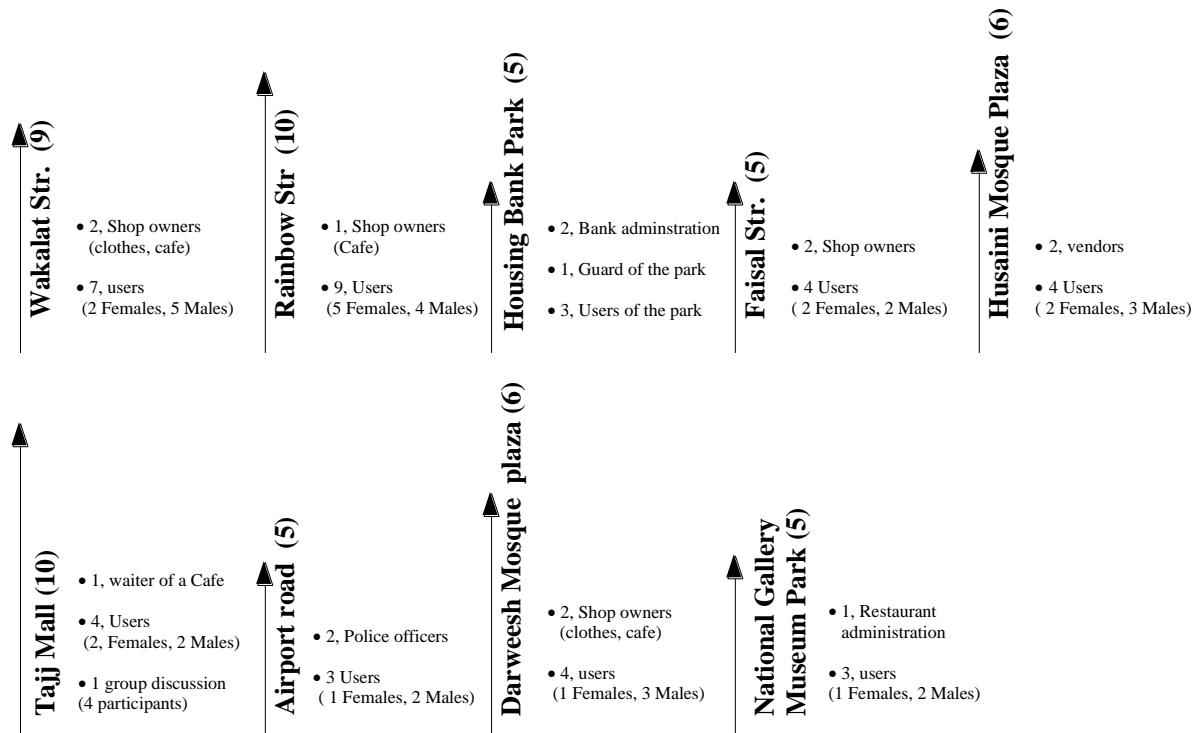 Wakalat Str. (9)
• 2, Shop owners
(clothes, cafe)
• 7, users
(2 Females, 5 Males)
Rainbow Str (10)
• 1, Shop owners
(Cafe)
• 9, Users
(5 Females, 4 Males)
Housing Bank Park (5)
• 2, Bank adminstration
• 1, Guard of the park
• 3, Users of the park
Faisal Str. (5)
• 2, Shop owners
• 4 Users
( 2 Females, 2 Males)
Husaini Mosque Plaza (6)
• 2, vendors
• 4 Users
( 2 Females, 3 Males)
Tajj Mall (10)
• 1, waiter of a Cafe
• 4, Users
(2, Females, 2 Males)
• 1 group discussion
(4 participants)
Airport road (5)
• 2, Police officers
• 3 Users
( 1 Females, 2 Males)
Darweesh Mosque plaza (6)
• 2, Shop owners
(clothes, cafe)
• 4, users
(1 Females, 3 Males)
National Gallery
Museum Park (5)
• 1, Restaurant
administration
• 3, users
(1 Females, 2 Males)